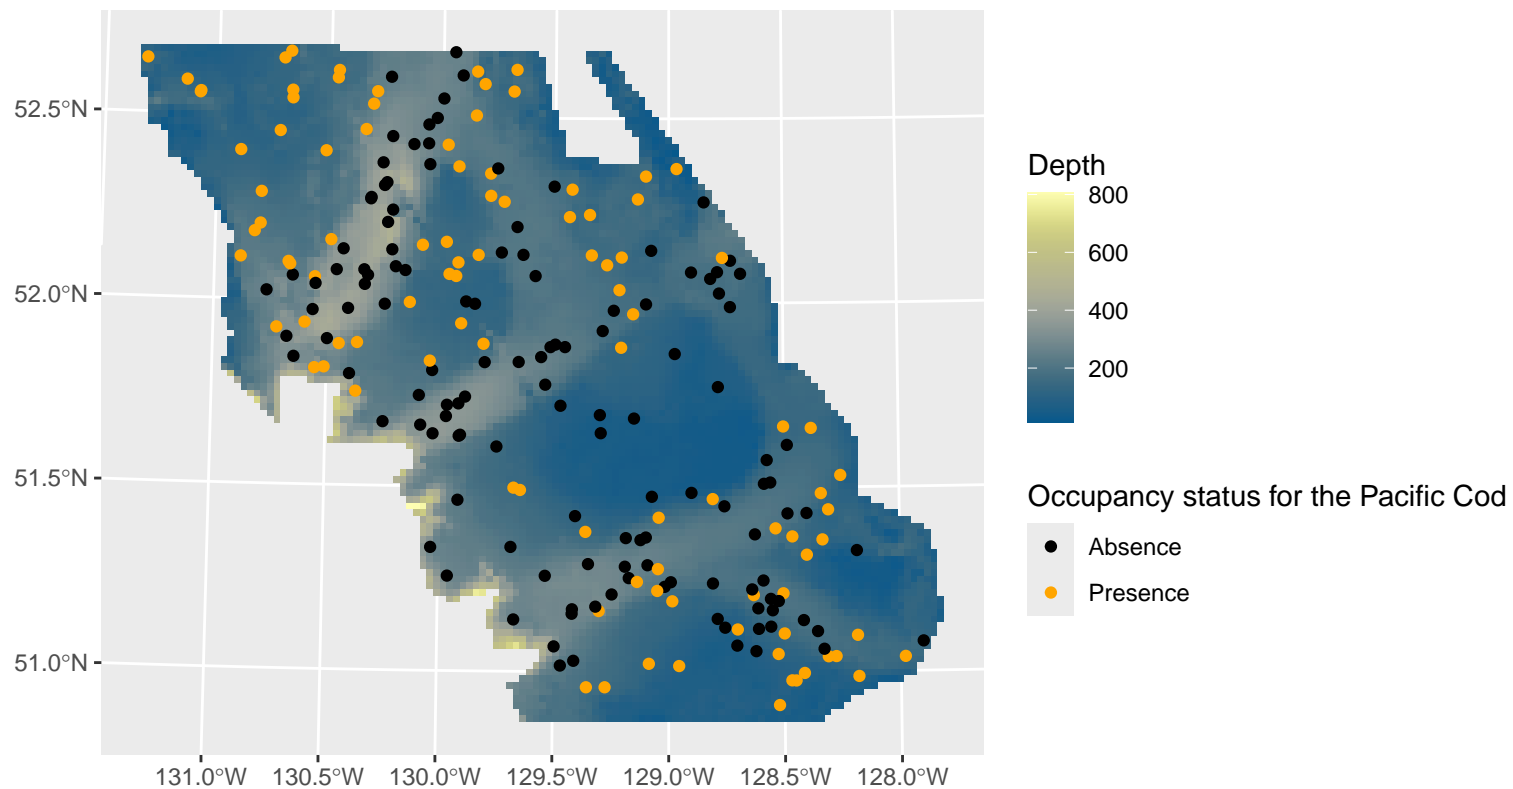 52.5°N
52.0°N
51.5°N
51.0°N
131.0°W 130.5°W 130.0°W 129.5°W 129.0°W 128.5°W 128.0°W
Depth
800
600
400
200
Occupancy status for the Pacific Cod
Absence
Presence